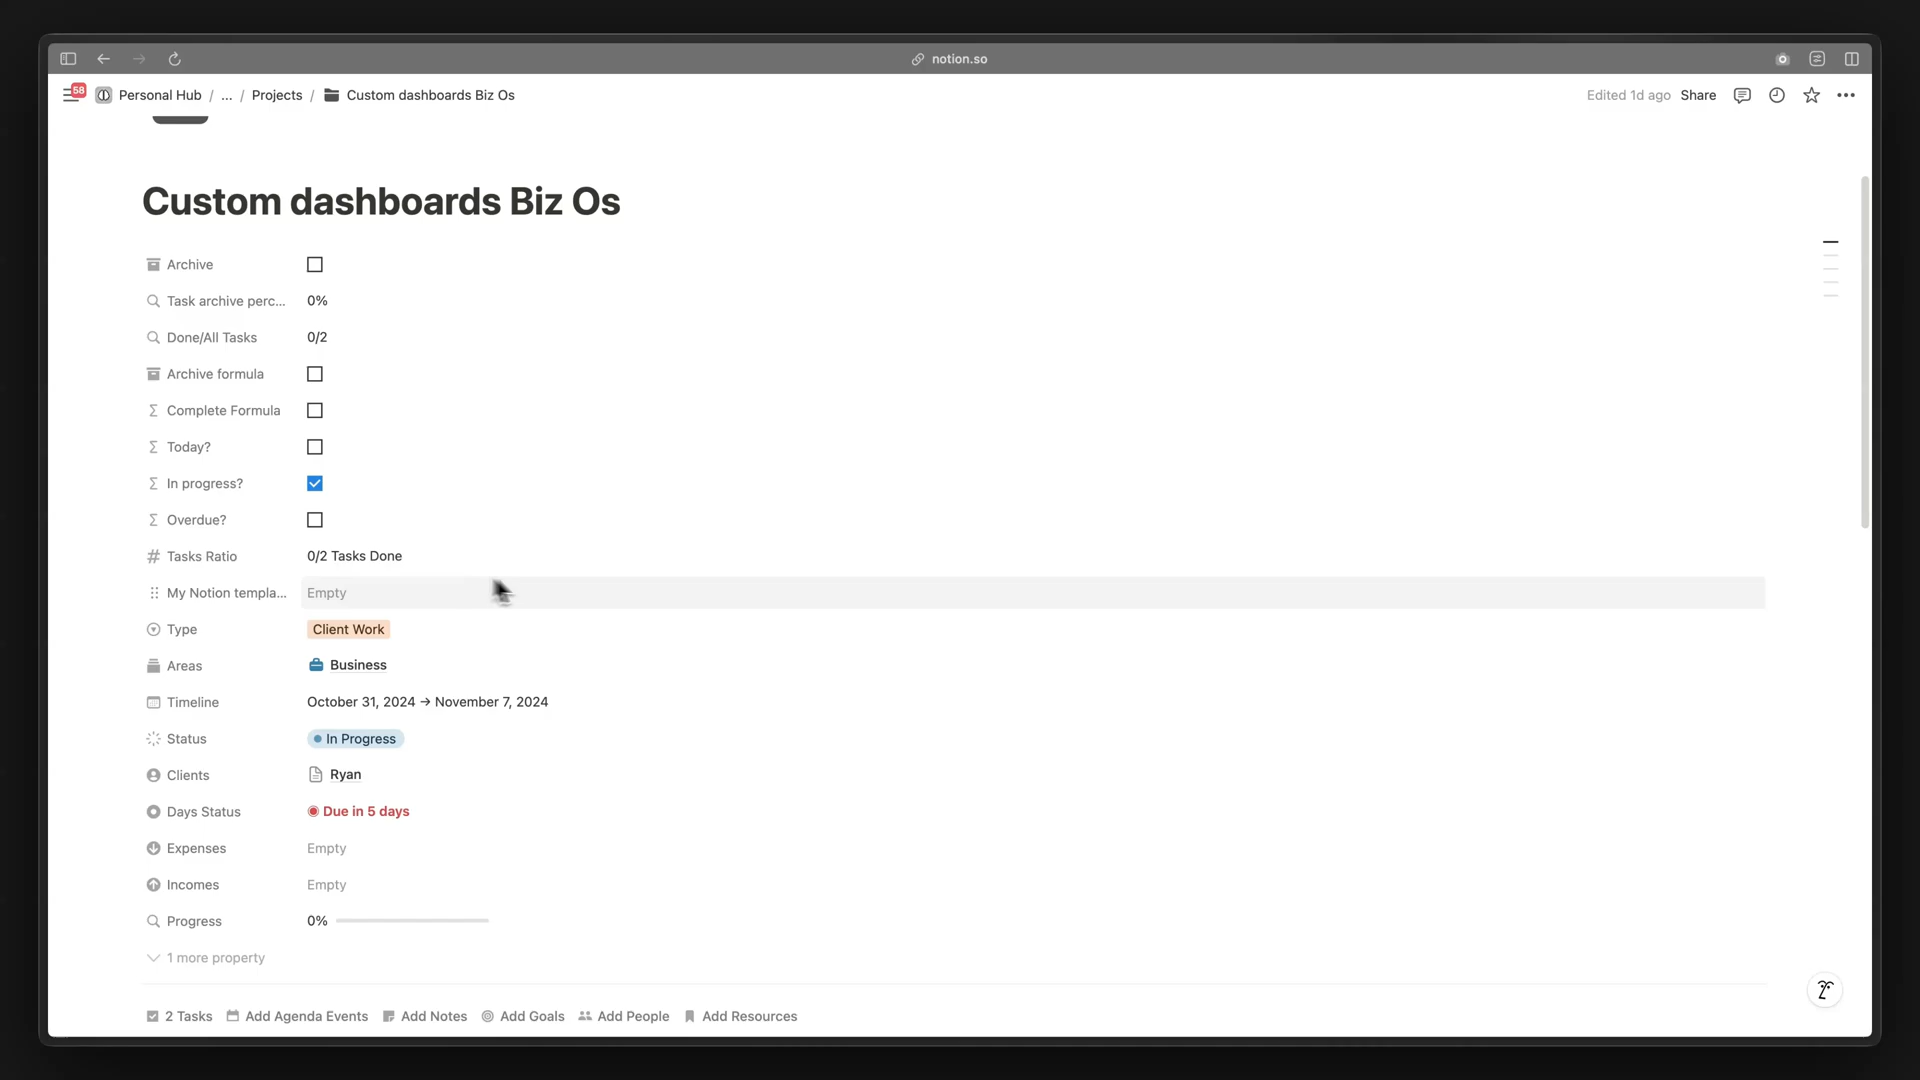 notion.so
58 Personal Hub / ... / Projects / Custom dashboards Biz Os Edited 1d ago Share
Custom dashboards Biz Os
Archive
Task archive perc... 0%
Done/All Tasks 0/2
Archive formula
Complete Formula
Today?
In progress?
Overdue?
Tasks Ratio 0/2 Tasks Done
My Notion templa... Empty
Type Client Work
Areas Business
Timeline October 31, 2024 → November 7, 2024
Status In Progress
Clients Ryan
Days Status Due in 5 days
Expenses Empty
Incomes Empty
Progress 0%
1 more property
2 Tasks Add Agenda Events Add Notes Add Goals Add People Add Resources